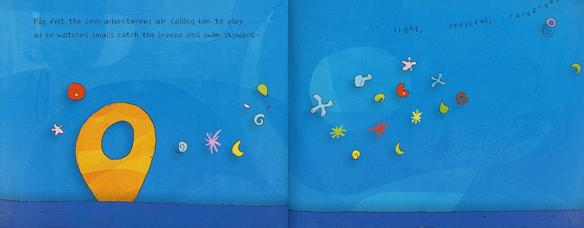 Big felt the cool adventurous air calling him to play
as he watched smalls catch the breeze and swim skyward—
light, cheerful, carefree